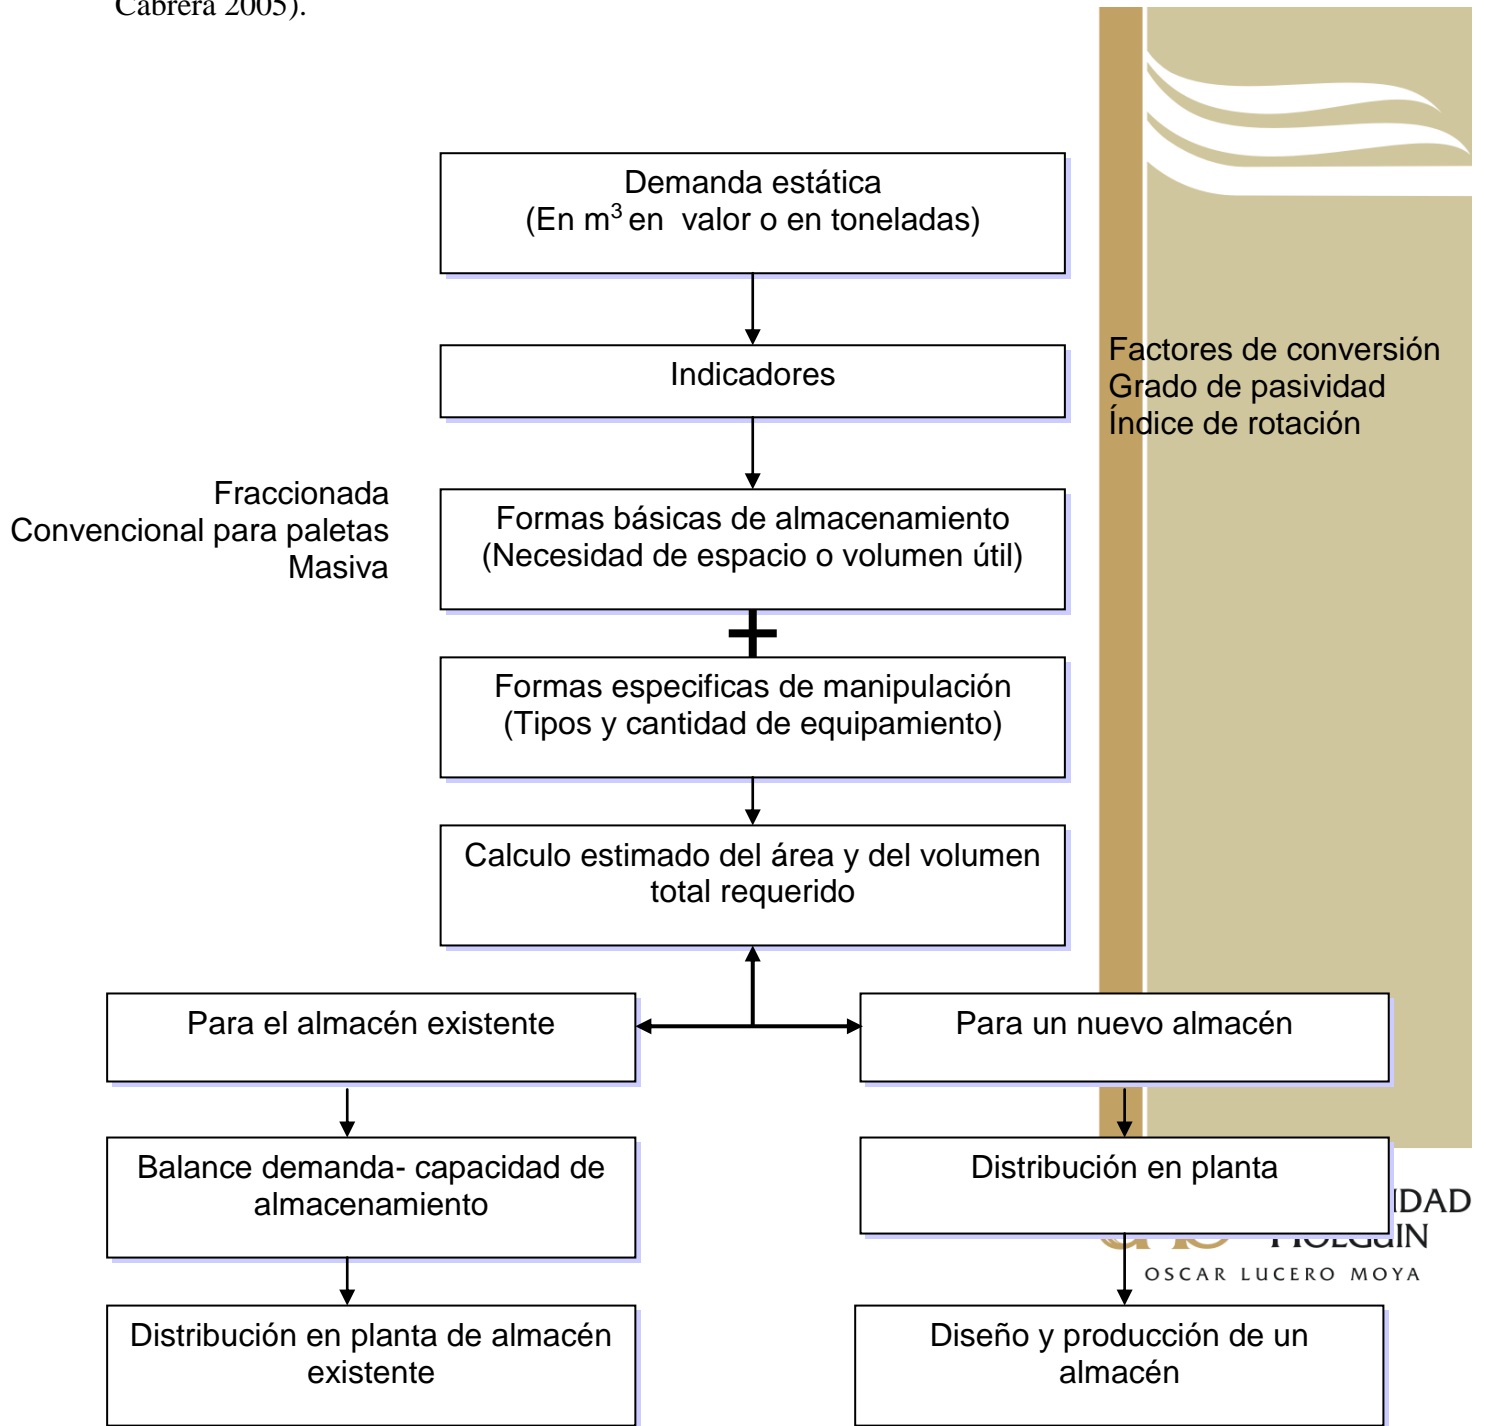 Cabrera 2005).
Demanda estática
(En m³ en valor o en toneladas)
Indicadores
Factores de conversión
Grado de pasividad
Índice de rotación
Fraccionada
Convencional para paletas
Masiva
Formas básicas de almacenamiento
(Necesidad de espacio o volumen útil)
Formas especificas de manipulación
(Tipos y cantidad de equipamiento)
Calculo estimado del área y del volumen
total requerido
Para el almacén existente
Para un nuevo almacén
Balance demanda- capacidad de
almacenamiento
Distribución en planta
IDAD
OSCAR LUCERO MOYA
Distribución en planta de almacén
existente
Diseño y producción de un
almacén